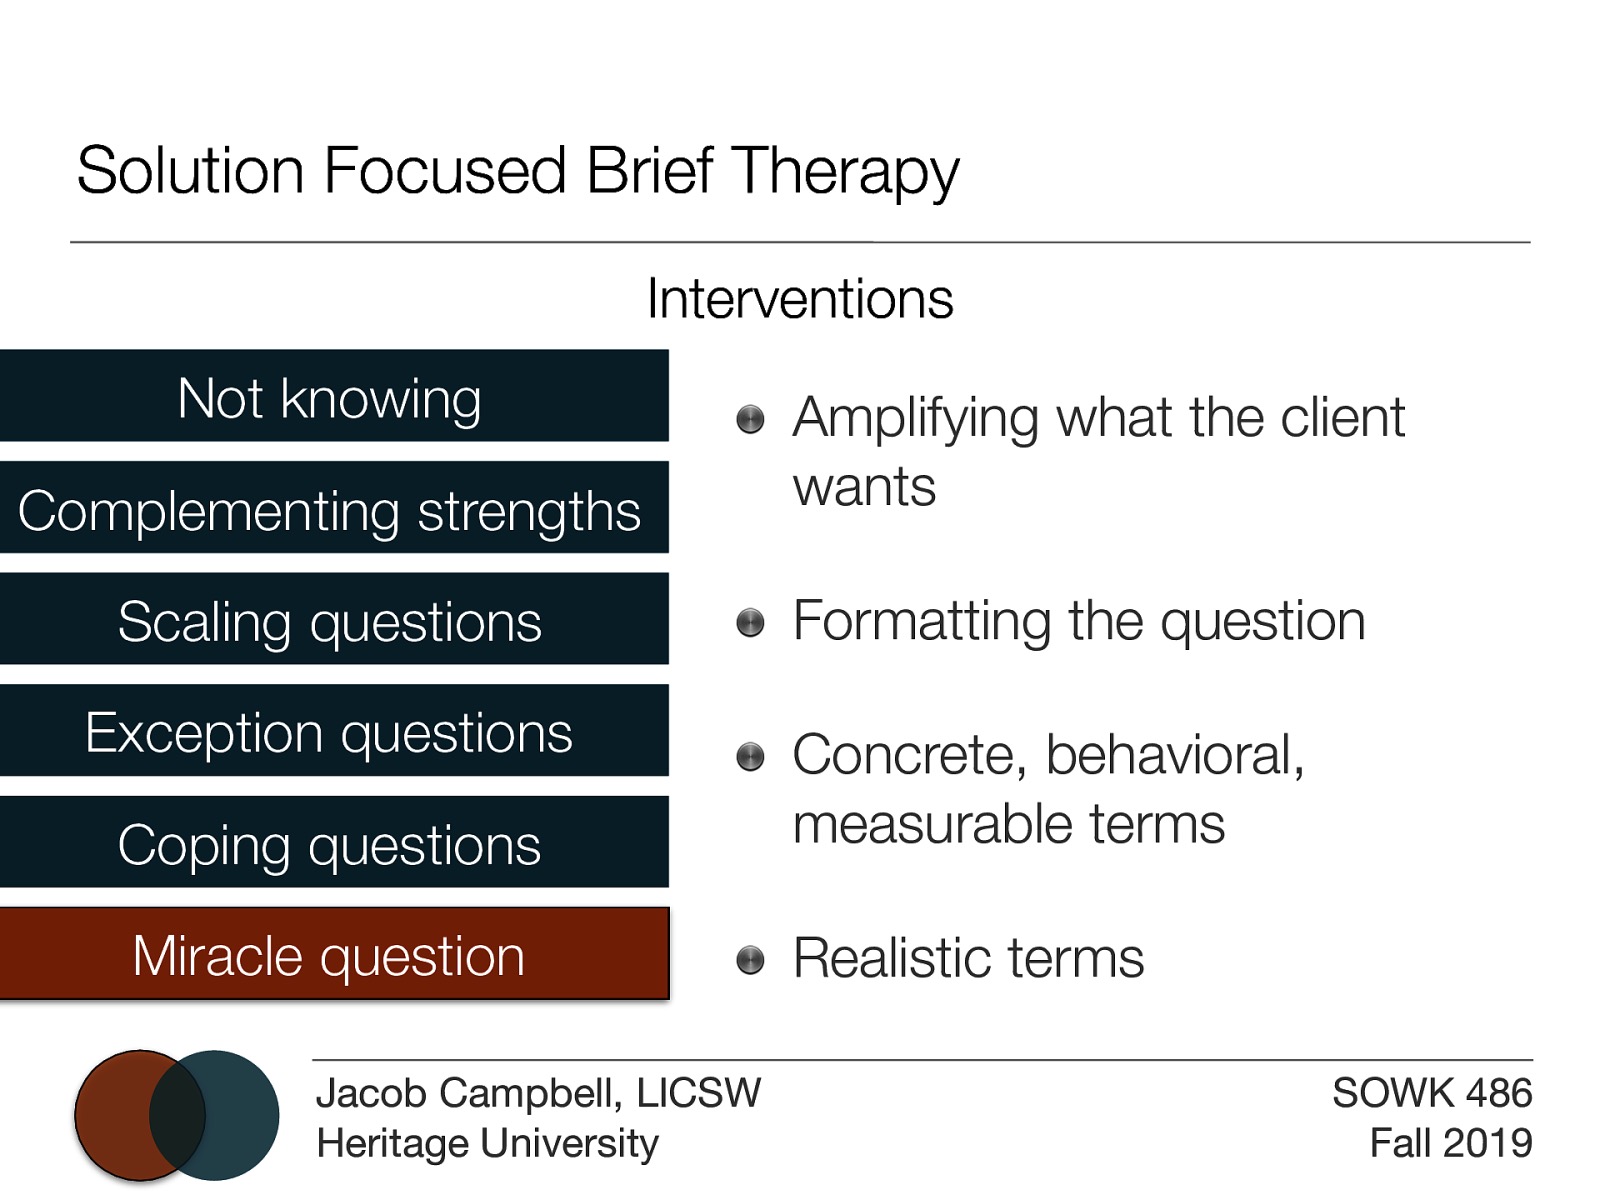 Solution Focused Brief Therapy
Interventions
Not knowing
Complementing strengths
Scaling questions
Exception questions
Coping questions
Miracle question
Amplifying what the client
wants
Formatting the question
Concrete, behavioral,
measurable terms
Realistic terms
Jacob Campbell, LICSW
Heritage University
SOWK 486
Fall 2019